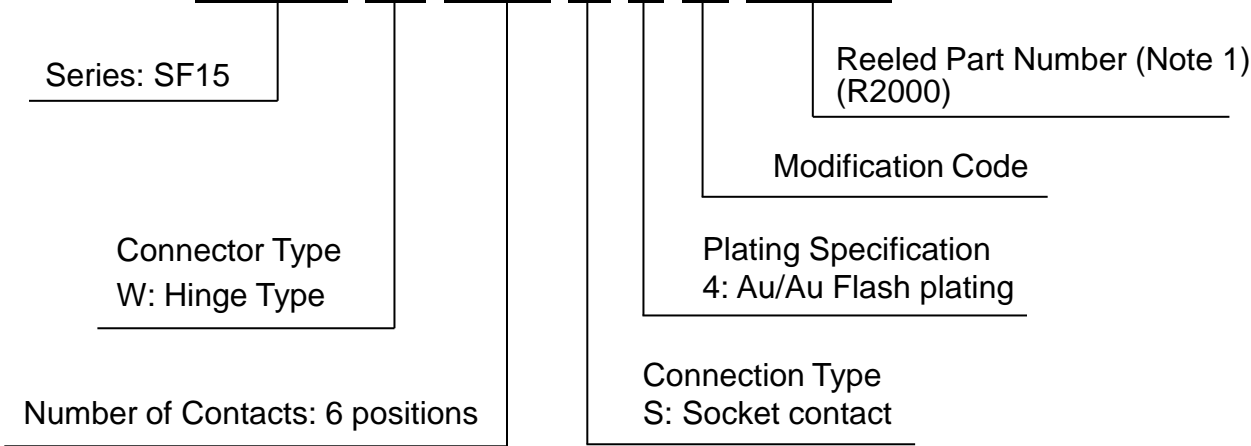 Series: SF15
Reeled Part Number (Note 1)
(R2000)
Modification Code
Connector Type
W: Hinge Type
Plating Specification
4: Au/Au Flash plating
Connection Type
S: Socket contact
Number of Contacts: 6 positions